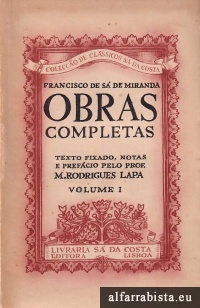 COLECÇÃO DE CLÁSSICOS SÁ DA COSTA
FRANCISCO DE SÁ DE MIRANDA
OBRAS
COMPLETAS
TEXTO FIXADO, NOTAS
E PREFÁCIO PELO PROF.
M. RODRIGUES LAPA
VOLUME I
LIVRARIA SÁ DA COSTA
EDITORA LISBOA
alfarrabista.eu